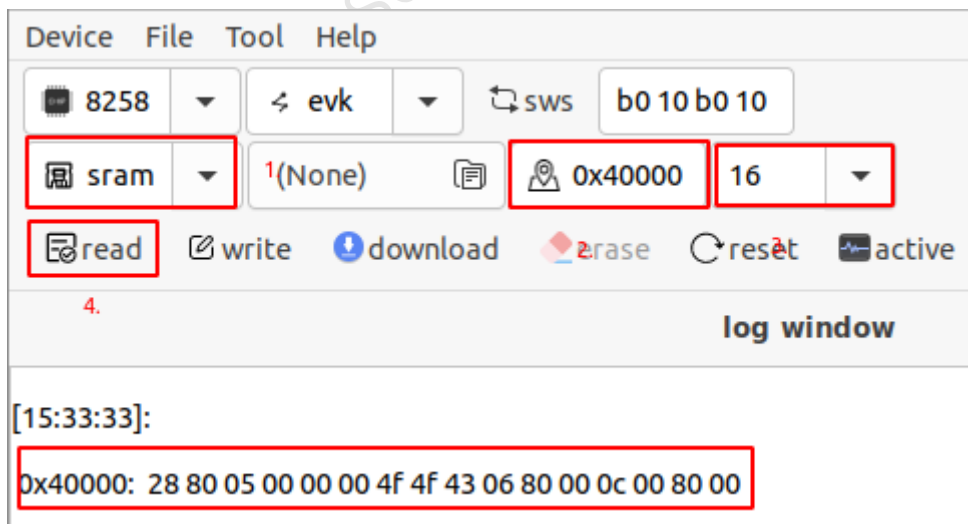 Device File Tool Help
8258 evk sws b0 10 b0 10
sram 1(None) 0x40000 16
read write download erase 2. reset 3. active
4.
log window
[15:33:33]:
0x40000: 28 80 05 00 00 00 4f 4f 43 06 80 00 0c 00 80 00